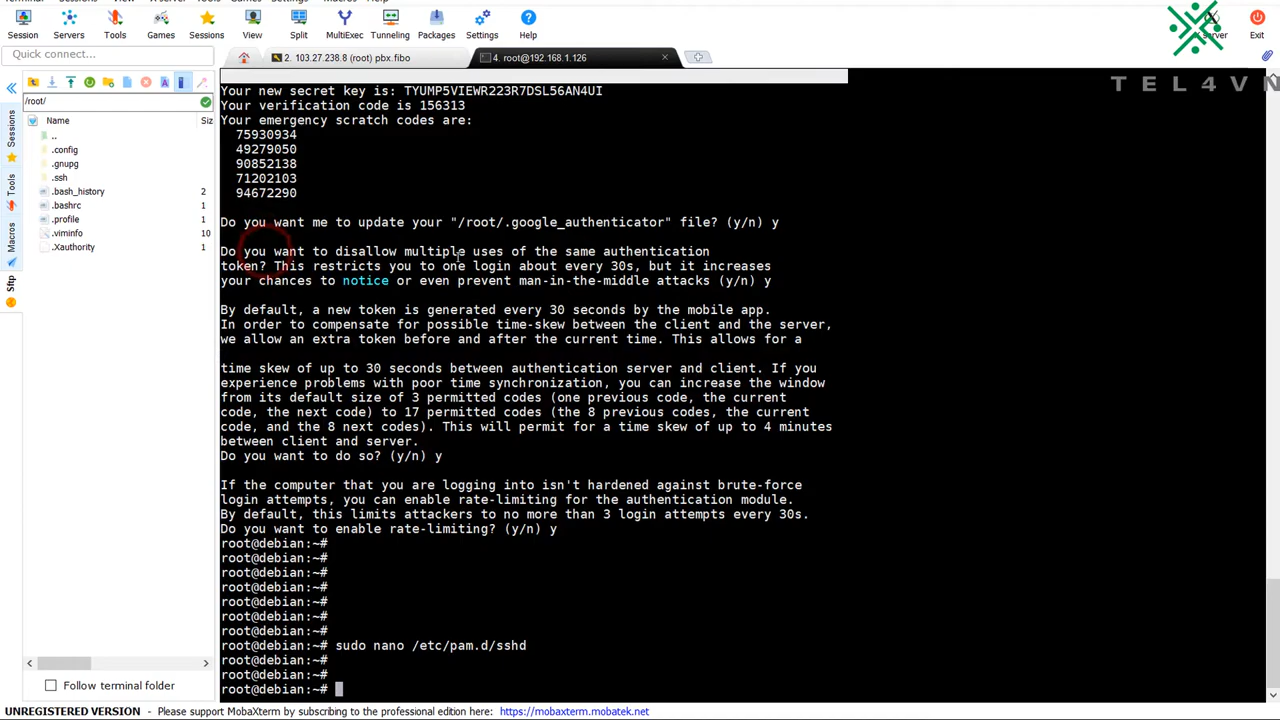 Terminal Sessions View X server Tools Games Settings Macros Help
Session Servers Tools Games Sessions View Split MultiExec Tunneling Packages Settings Help server Exit
Quick connect...
2. 103.27.238.8 (root) pbx.fibo
4. root@192.168.1.126
TEL4VN
/root/
Name Siz
..
.config
.gnupg
.ssh
.bash_history 2
.bashrc 1
.profile 1
.viminfo 10
.Xauthority 1
Sessions
Tools
Macros
Sftp
Your new secret key is: TYUMP5VIEWR223R7DSL56AN4UI
Your verification code is 156313
Your emergency scratch codes are:
75930934
49279050
90852138
71202103
94672290
Do you want me to update your "/root/.google_authenticator" file? (y/n) y
Do you want to disallow multiple uses of the same authentication
token? This restricts you to one login about every 30s, but it increases
your chances to notice or even prevent man-in-the-middle attacks (y/n) y
By default, a new token is generated every 30 seconds by the mobile app.
In order to compensate for possible time-skew between the client and the server,
we allow an extra token before and after the current time. This allows for a
time skew of up to 30 seconds between authentication server and client. If you
experience problems with poor time synchronization, you can increase the window
from its default size of 3 permitted codes (one previous code, the current
code, the next code) to 17 permitted codes (the 8 previous codes, the current
code, and the 8 next codes). This will permit for a time skew of up to 4 minutes
between client and server.
Do you want to do so? (y/n) y
If the computer that you are logging into isn't hardened against brute-force
login attempts, you can enable rate-limiting for the authentication module.
By default, this limits attackers to no more than 3 login attempts every 30s.
Do you want to enable rate-limiting? (y/n) y
root@debian:~#
root@debian:~#
root@debian:~#
root@debian:~#
root@debian:~#
root@debian:~#
root@debian:~#
root@debian:~# sudo nano /etc/pam.d/sshd
root@debian:~#
root@debian:~#
root@debian:~#
Follow terminal folder
UNREGISTERED VERSION - Please support MobaXterm by subscribing to the professional edition here: https://mobaxterm.mobatek.net